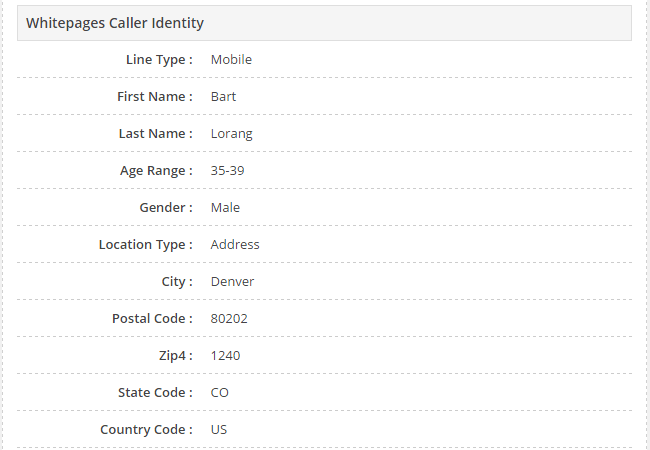 Whitepages Caller Identity
Line Type : Mobile
First Name : Bart
Last Name : Lorang
Age Range : 35-39
Gender : Male
Location Type : Address
City : Denver
Postal Code : 80202
Zip4 : 1240
State Code : CO
Country Code : US